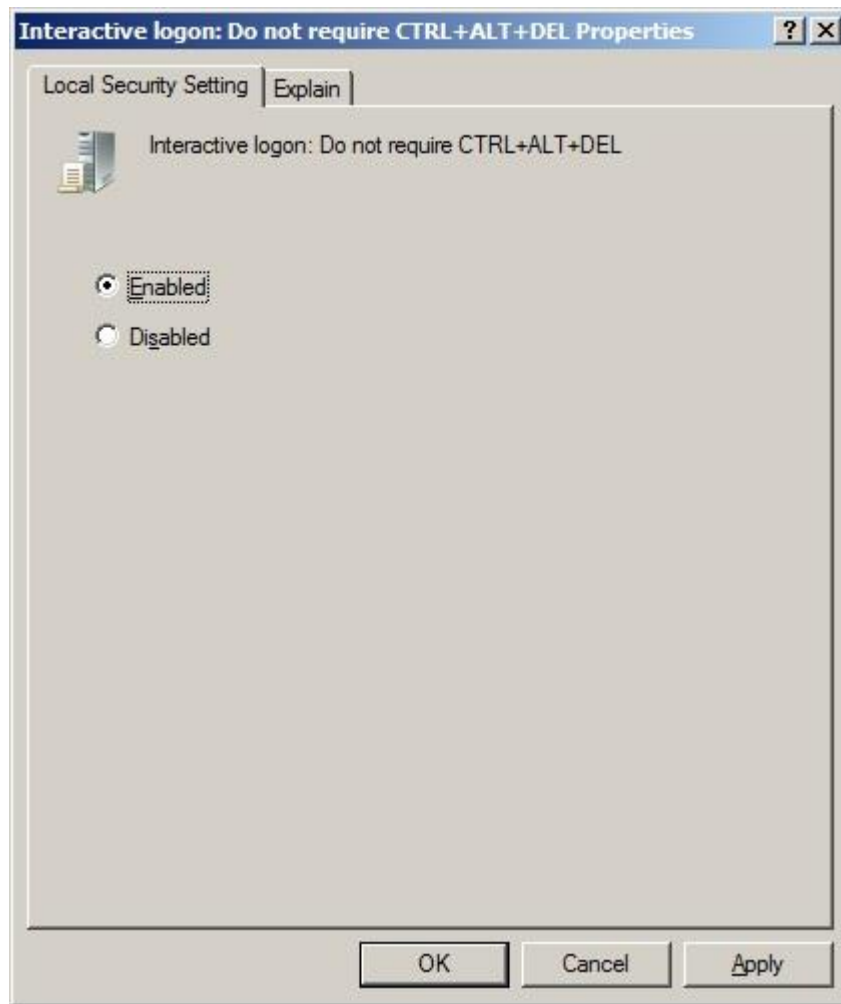 Interactive logon: Do not require CTRL+ALT+DEL Properties
Local Security Setting Explain
Interactive logon: Do not require CTRL+ALT+DEL
Enabled
Disabled
OK Cancel Apply